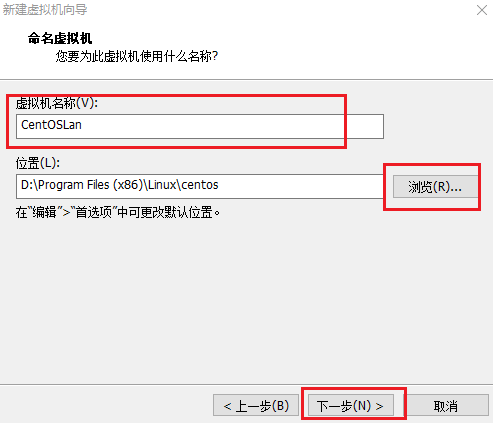 新建虚拟机向导
命名虚拟机
您要为此虚拟机使用什么名称?
虚拟机名称(V):
CentOSLan
位置(L):
D:\Program Files (x86)\Linux\centos
浏览(R)...
在“编辑”>“首选项”中可更改默认位置。
< 上一步(B)
下一步(N) >
取消